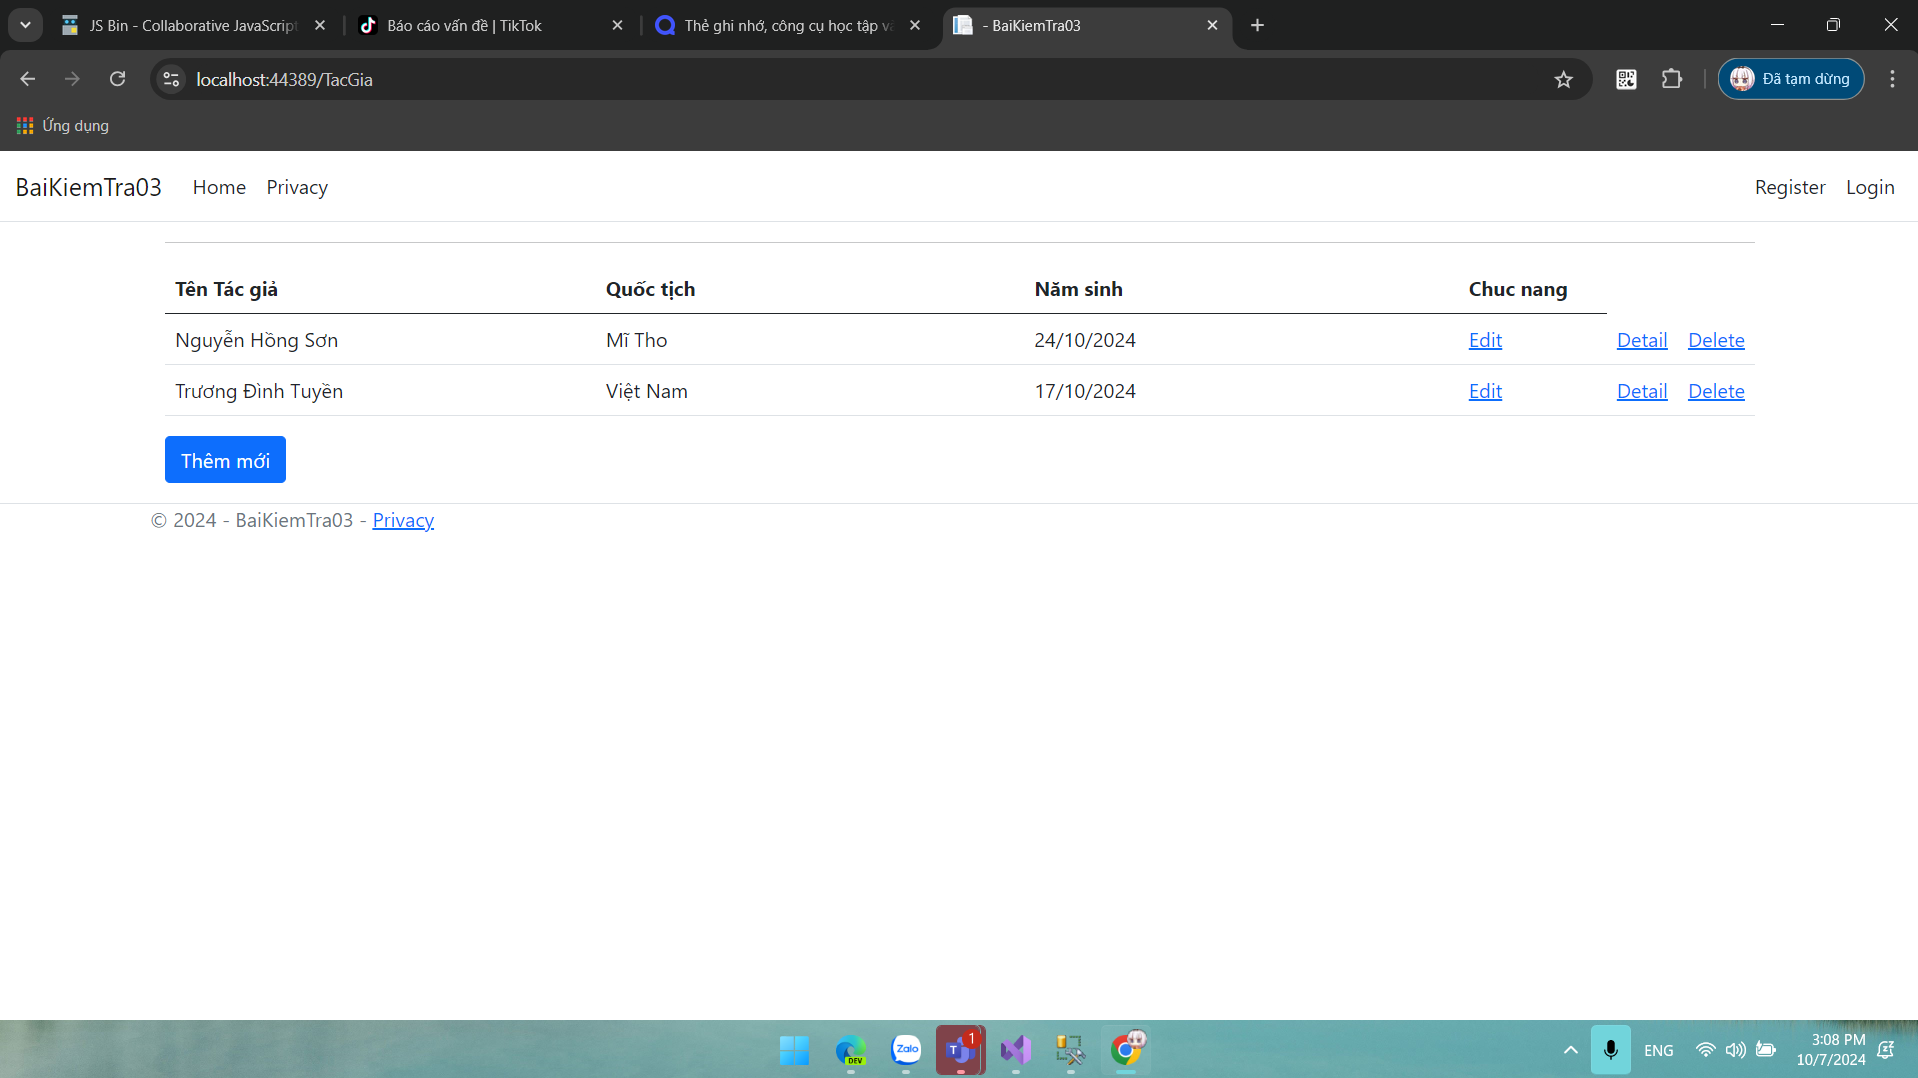 JS Bin - Collaborative JavaScript
Báo cáo vấn đề | TikTok
Thẻ ghi nhớ, công cụ học tập và
- BaiKiemTra03
localhost:44389/TacGia
Đã tạm dừng
Ứng dụng
BaiKiemTra03 Home Privacy Register Login
Tên Tác giả Quốc tịch Năm sinh Chuc nang
Nguyễn Hồng Sơn Mĩ Tho 24/10/2024 Edit Detail Delete
Trương Đình Tuyền Việt Nam 17/10/2024 Edit Detail Delete
Thêm mới
© 2024 - BaiKiemTra03 - Privacy
DEV
Zalo
T
1
ENG
3:08 PM
10/7/2024